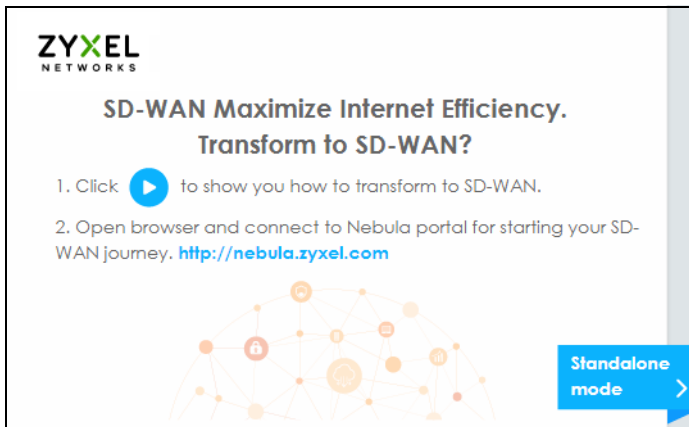 ZYXEL
NETWORKS
SD-WAN Maximize Internet Efficiency.
Transform to SD-WAN?
1. Click to show you how to transform to SD-WAN.
2. Open browser and connect to Nebula portal for starting your SD-
WAN journey. http://nebula.zyxel.com
Standalone
mode